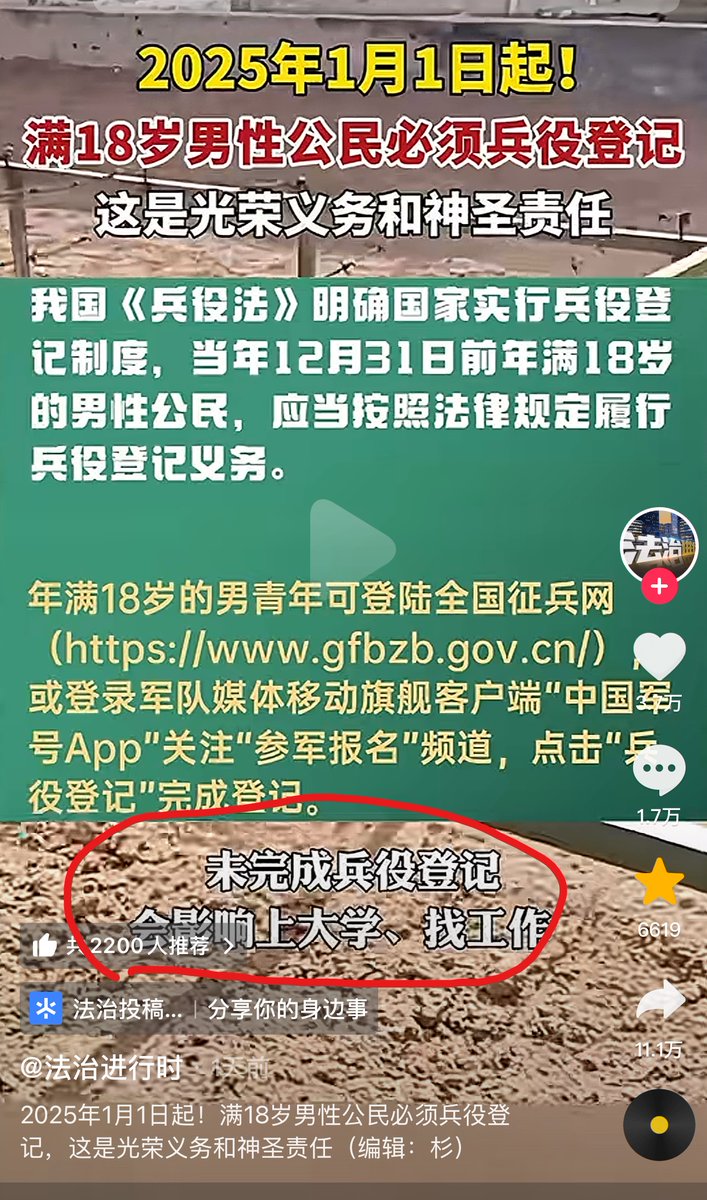 2025年1月1日起！
满18岁男性公民必须兵役登记
这是光荣义务和神圣责任
我国《兵役法》明确国家实行兵役登
记制度，当年12月31日前年满18岁
的男性公民，应当按照法律规定履行
兵役登记义务。
年满18岁的男青年可登陆全国征兵网
（https://www.gfbzb.gov.cn/），
或登录军队媒体移动旗舰客户端"中国军
号App"关注"参军报名"频道，点击"兵
役登记"完成登记。
法治
1.7万
未完成兵役登记
会影响上大学、找工作
共2200人推荐 >
6619
法治投稿... | 分享你的身边事
11.1万
@法治进行时 · 1天前
2025年1月1日起！满18岁男性公民必须兵役登
记，这是光荣义务和神圣责任（编辑：杉）